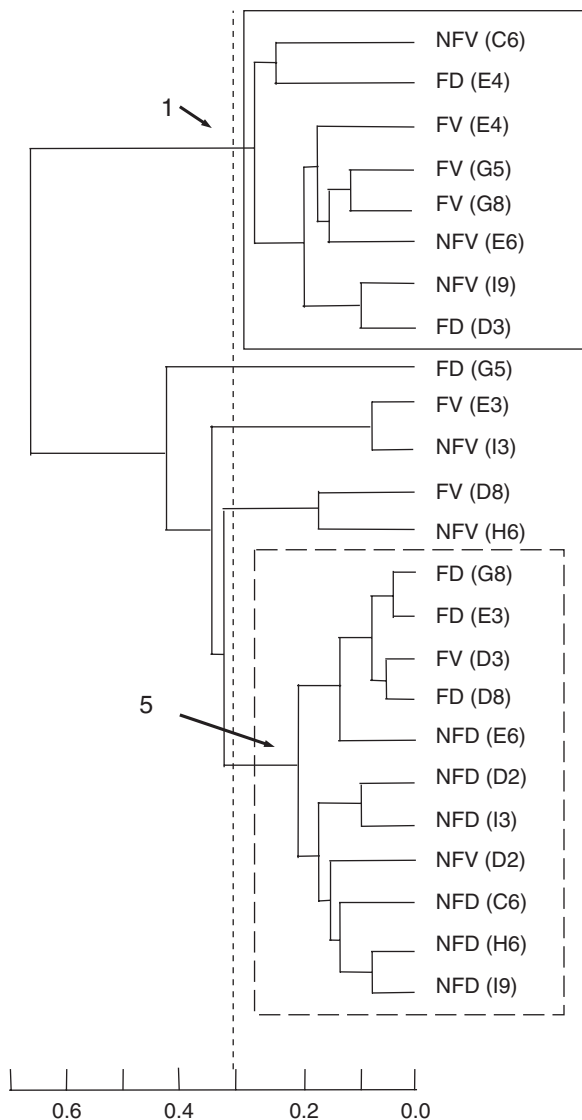 NFV (C6)
FD (E4)
1
FV (E4)
FV (G5)
FV (G8)
NFV (E6)
NFV (I9)
FD (D3)
FD (G5)
FV (E3)
NFV (I3)
FV (D8)
NFV (H6)
FD (G8)
FD (E3)
FV (D3)
5
FD (D8)
NFD (E6)
NFD (D2)
NFD (I3)
NFV (D2)
NFD (C6)
NFD (H6)
NFD (I9)
0.6 0.4 0.2 0.0